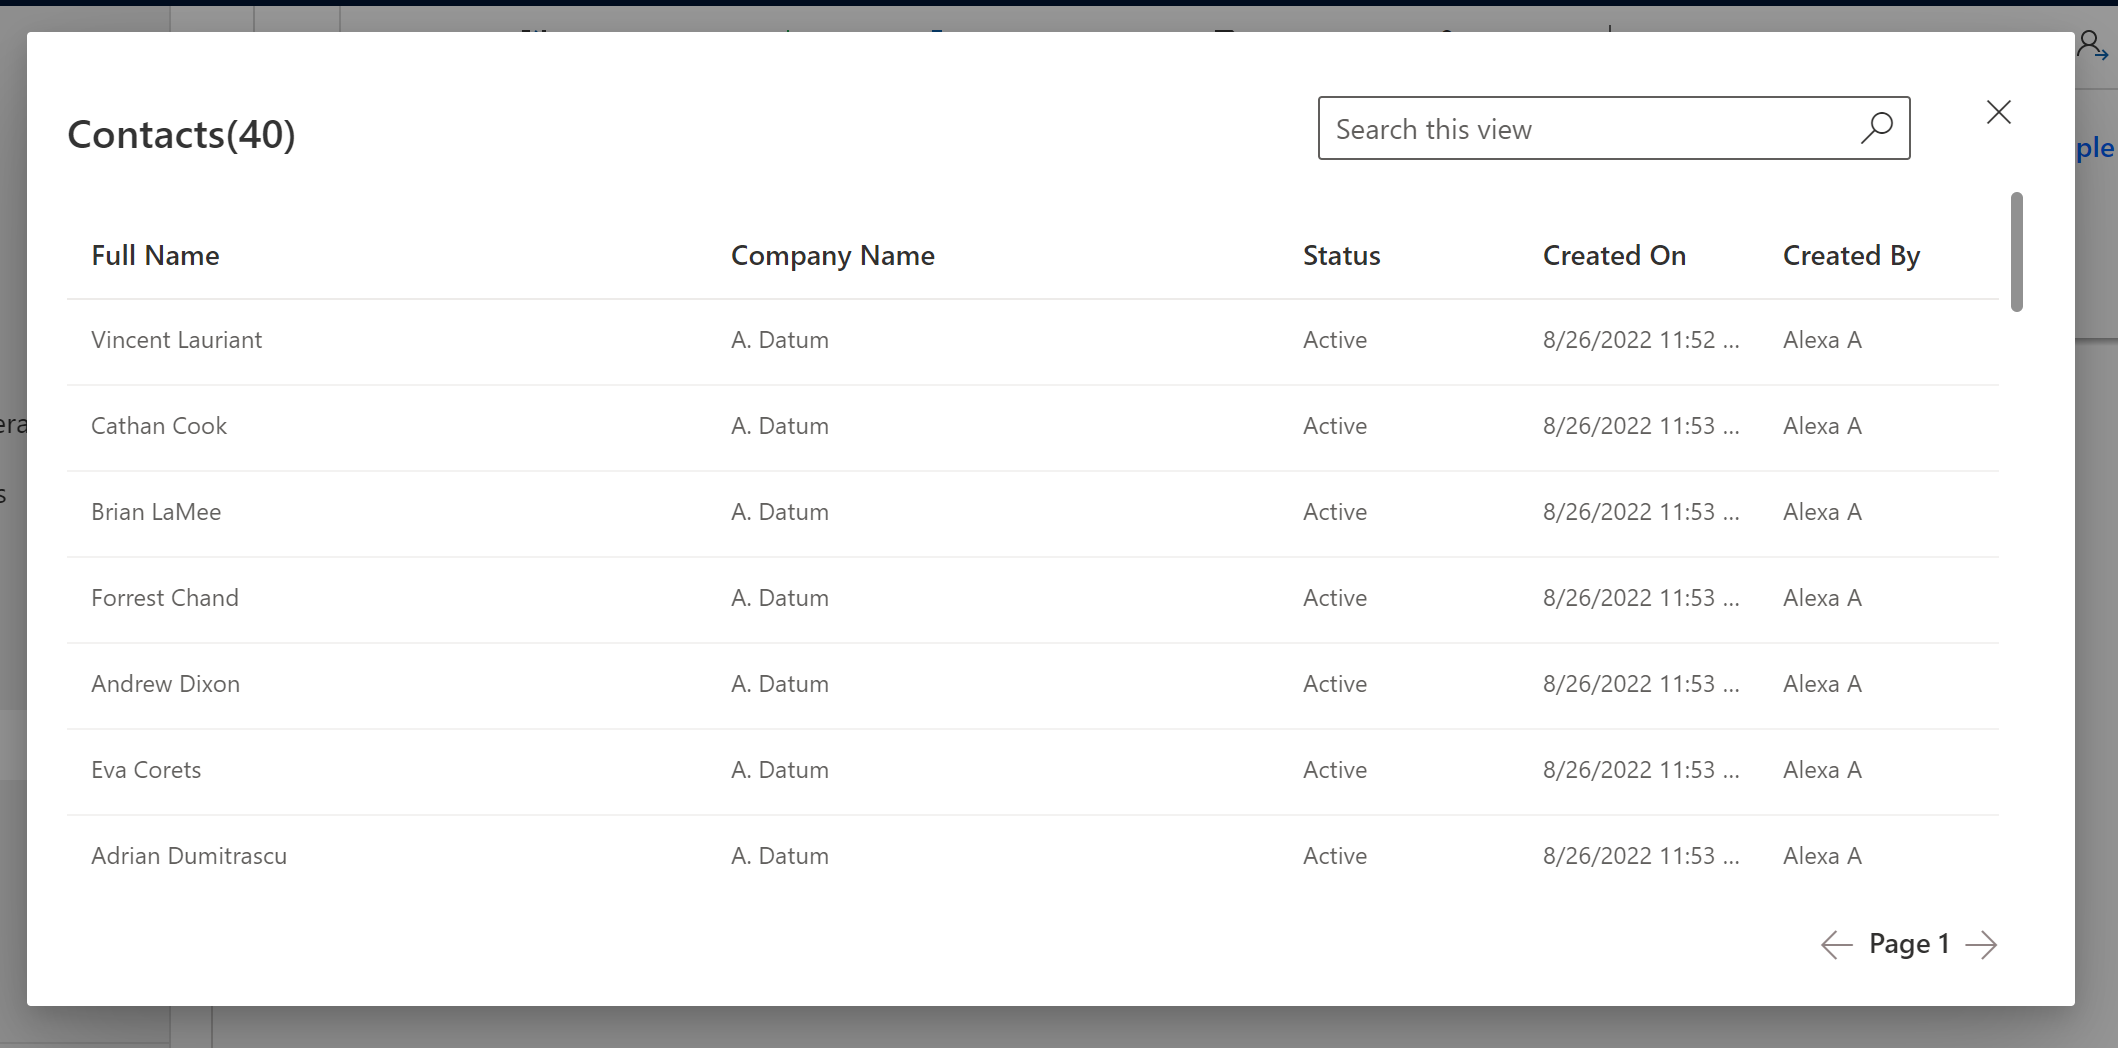 Contacts(40)
Search this view
ple
Full Name Company Name Status Created On Created By
Vincent Lauriant A. Datum Active 8/26/2022 11:52 ... Alexa A
Cathan Cook A. Datum Active 8/26/2022 11:53 ... Alexa A
Brian LaMee A. Datum Active 8/26/2022 11:53 ... Alexa A
Forrest Chand A. Datum Active 8/26/2022 11:53 ... Alexa A
Andrew Dixon A. Datum Active 8/26/2022 11:53 ... Alexa A
Eva Corets A. Datum Active 8/26/2022 11:53 ... Alexa A
Adrian Dumitrascu A. Datum Active 8/26/2022 11:53 ... Alexa A
Page 1